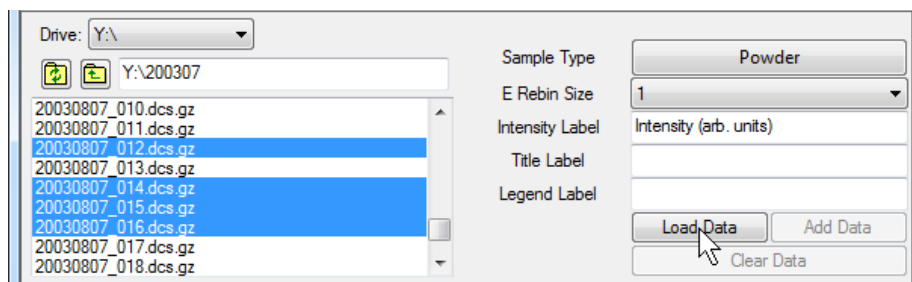 Drive: Y:\
Y:\200307
20030807_010.dcs.gz
20030807_011.dcs.gz
20030807_012.dcs.gz
20030807_013.dcs.gz
20030807_014.dcs.gz
20030807_015.dcs.gz
20030807_016.dcs.gz
20030807_017.dcs.gz
20030807_018.dcs.gz
Sample Type Powder
E Rebin Size 1
Intensity Label Intensity (arb. units)
Title Label
Legend Label
Load Data Add Data
Clear Data